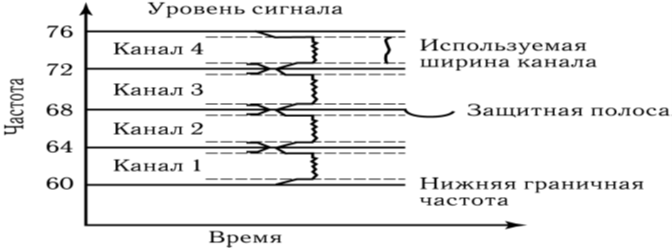 Уровень сигнала
76
Канал 4
Используемая
ширина канала
72
Канал 3
68
Защитная полоса
Канал 2
64
Канал 1
60
Нижняя граничная
частота
Частота
Время